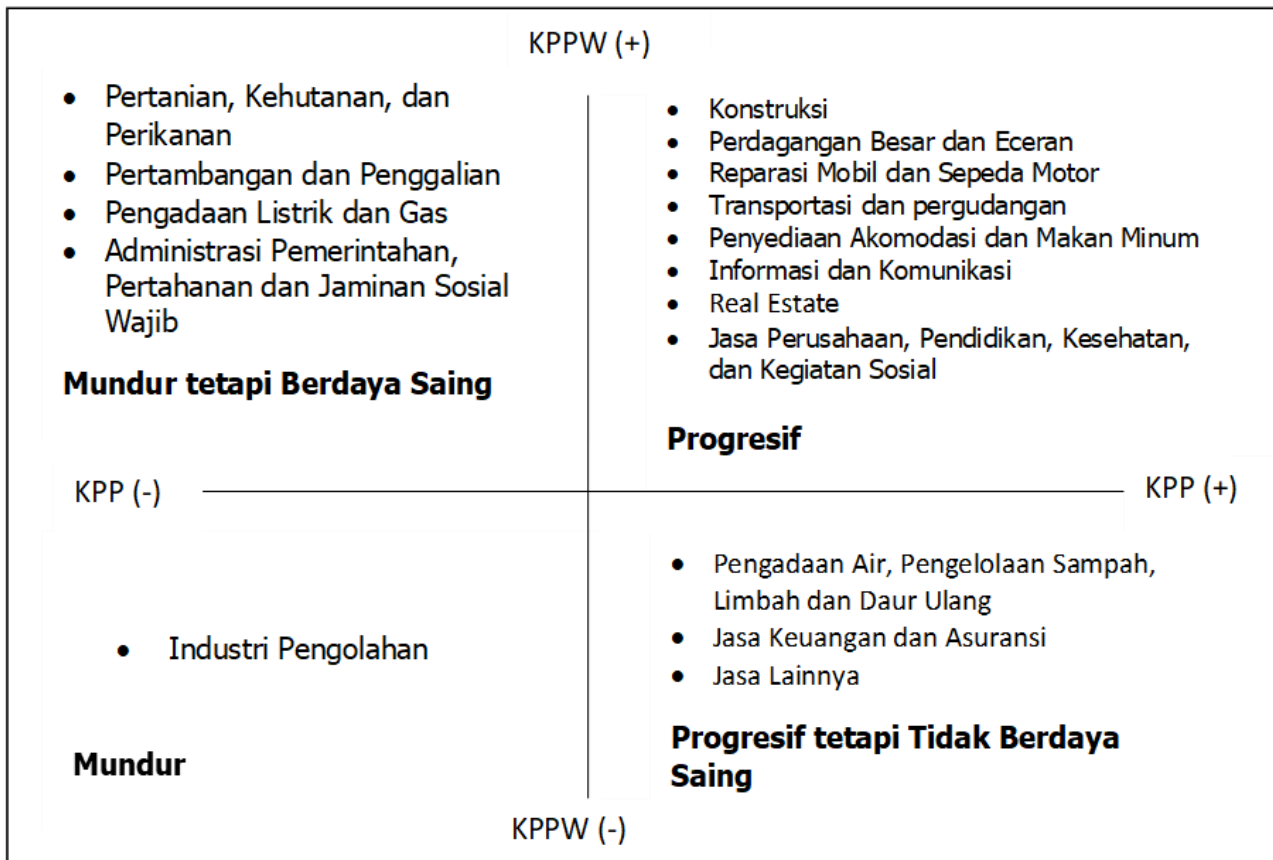 KPPW (+)
• Pertanian, Kehutanan, dan
Perikanan
• Pertambangan dan Penggalian
• Pengadaan Listrik dan Gas
• Administrasi Pemerintahan,
Pertahanan dan Jaminan Sosial
Wajib
Mundur tetapi Berdaya Saing
• Konstruksi
• Perdagangan Besar dan Eceran
• Reparasi Mobil dan Sepeda Motor
• Transportasi dan pergudangan
• Penyediaan Akomodasi dan Makan Minum
• Informasi dan Komunikasi
• Real Estate
• Jasa Perusahaan, Pendidikan, Kesehatan,
dan Kegiatan Sosial
Progresif
KPP (-)
KPP (+)
• Industri Pengolahan
Mundur
• Pengadaan Air, Pengelolaan Sampah,
Limbah dan Daur Ulang
• Jasa Keuangan dan Asuransi
• Jasa Lainnya
Progresif tetapi Tidak Berdaya
Saing
KPPW (-)